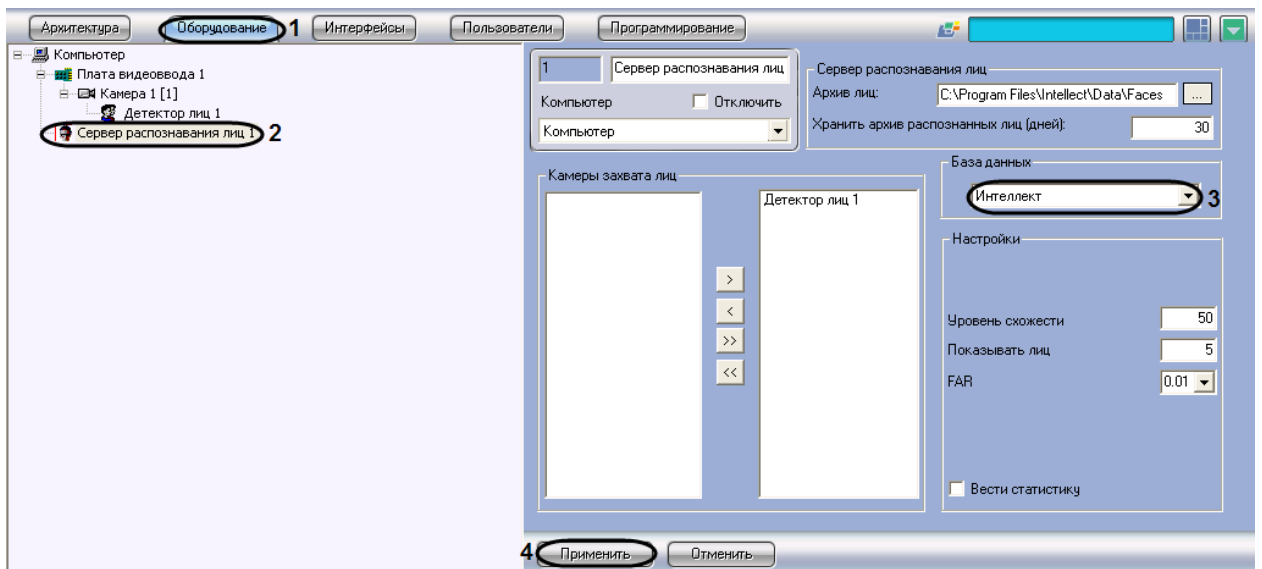 Архитектура Оборудование 1 Интерфейсы Пользователи Программирование
Компьютер
Плата видеоввода 1
Камера 1 [1]
Детектор лиц 1
Сервер распознавания лиц 1 2
1 Сервер распознавания лиц
Компьютер Отключить
Компьютер
Сервер распознавания лиц
Архив лиц: C:\Program Files\Intellect\Data\Faces ...
Хранить архив распознанных лиц (дней): 30
Камеры захвата лиц
Детектор лиц 1
>
<
>>
<<
База данных
Интеллект 3
Настройки
Уровень схожести 50
Показывать лиц 5
FAR 0.01
Вести статистику
4 Применить Отменить